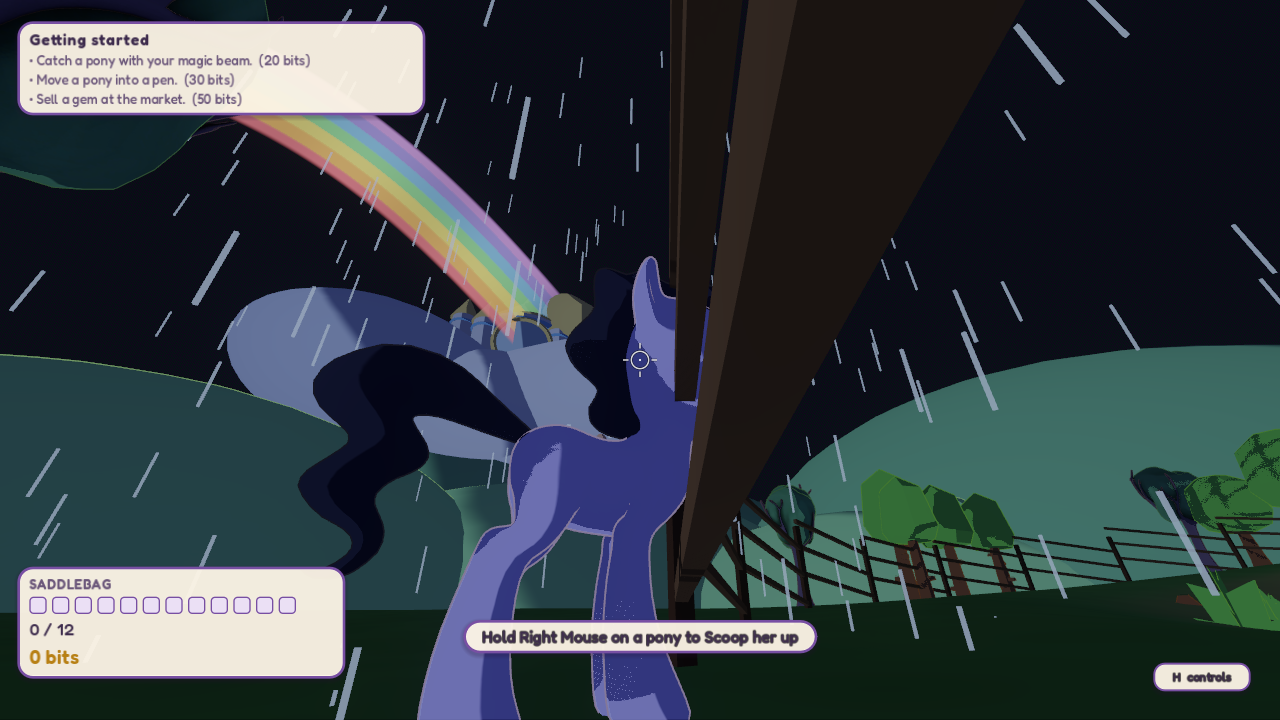 Getting started
• Catch a pony with your magic beam. (20 bits)
• Move a pony into a pen. (30 bits)
• Sell a gem at the market. (50 bits)
SADDLEBAG
0 / 12
0 bits
Hold Right Mouse on a pony to Scoop her up
H controls